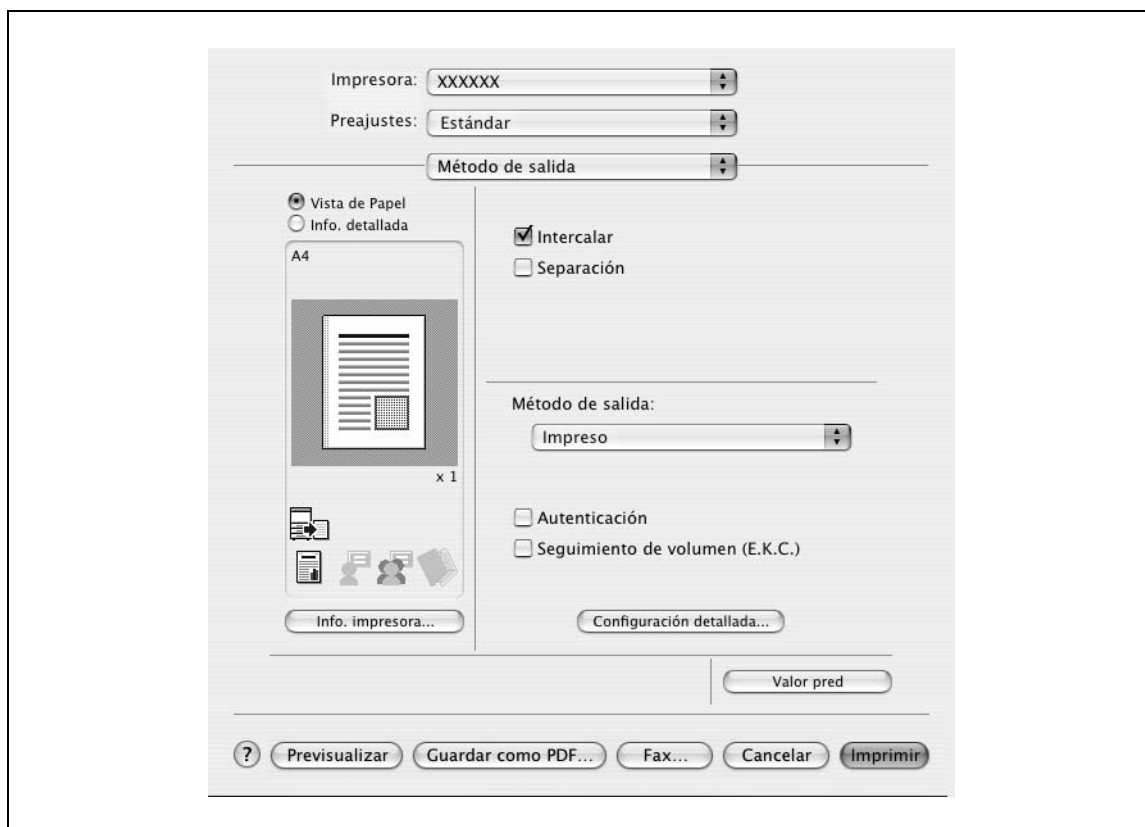 Impresora: XXXXXX
Preajustes: Estándar
Método de salida
Vista de Papel
Info. detallada
A4
x 1
Info. impresora...
Intercalar
Separación
Método de salida:
Impreso
Autenticación
Seguimiento de volumen (E.K.C.)
Configuración detallada...
Valor pred
? Previsualizar Guardar como PDF... Fax... Cancelar Imprimir